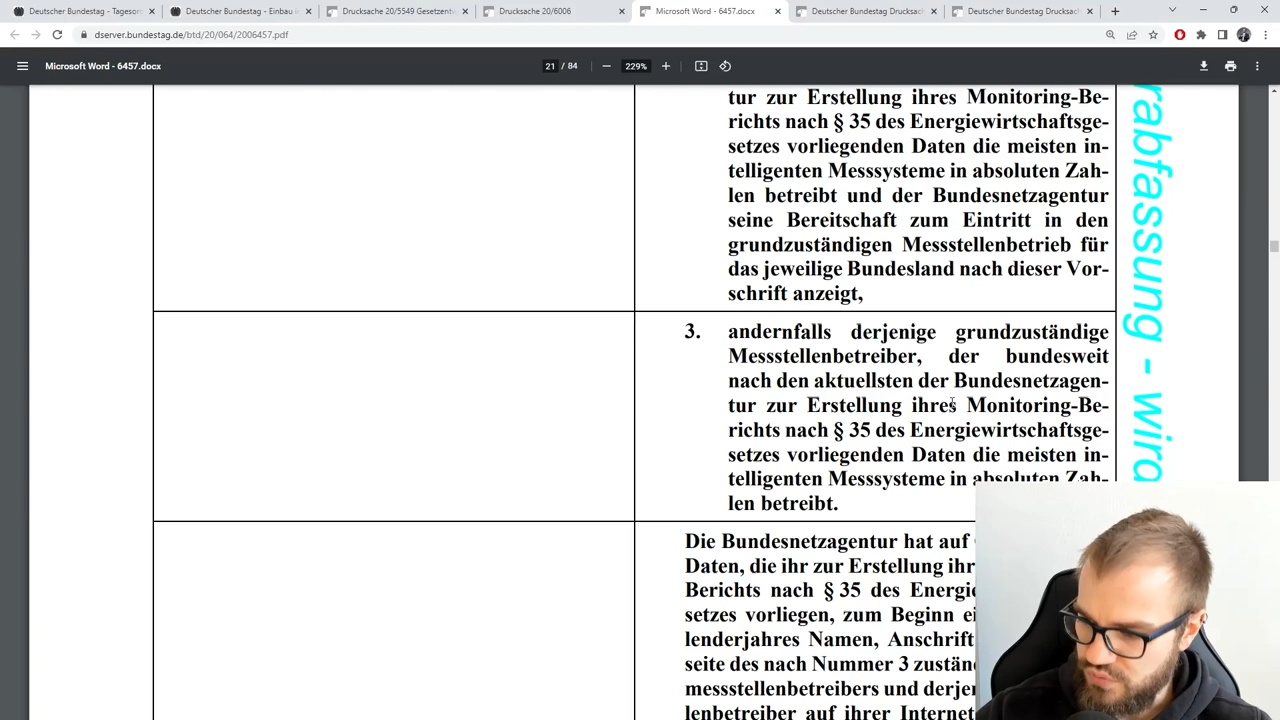 Deutscher Bundestag - Tagesor
Deutscher Bundestag - Einbau i
Drucksache 20/5549 Gesetzentw
Drucksache 20/6006
Microsoft Word - 6457.docx
Deutscher Bundestag Drucksac
Deutscher Bundestag Drucksac
dserver.bundestag.de/btd/20/064/2006457.pdf
Microsoft Word - 6457.docx
21 / 84
229%
tur zur Erstellung ihres Monitoring-Be-
richts nach § 35 des Energiewirtschaftsge-
setzes vorliegenden Daten die meisten in-
telligenten Messsysteme in absoluten Zah-
len betreibt und der Bundesnetzagentur
seine Bereitschaft zum Eintritt in den
grundzuständigen Messstellenbetrieb für
das jeweilige Bundesland nach dieser Vor-
schrift anzeigt,
3. andernfalls derjenige grundzuständige
Messstellenbetreiber, der bundesweit
nach den aktuellsten der Bundesnetzagen-
tur zur Erstellung ihres Monitoring-Be-
richts nach § 35 des Energiewirtschaftsge-
setzes vorliegenden Daten die meisten in-
telligenten Messsysteme in absoluten Zah-
len betreibt.
Die Bundesnetzagentur hat auf
Daten, die ihr zur Erstellung ihr
Berichts nach § 35 des Energie
setzes vorliegen, zum Beginn ei
lenderjahres Namen, Anschrift
seite des nach Nummer 3 zustän
messstellenbetreibers und derjen
lenbetreiber auf ihrer Internet
rabfassung - wird